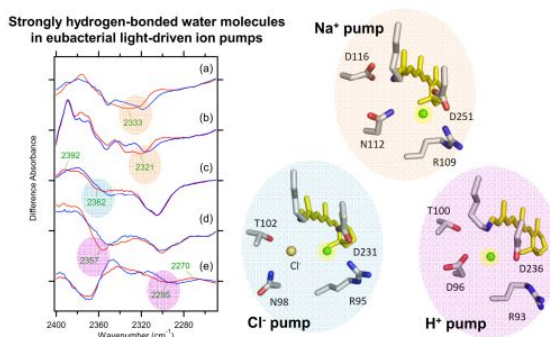 Strongly hydrogen-bonded water molecules
in eubacterial light-driven ion pumps
Difference Absorbance
(a)
2333
(b)
2392
2321
(c)
2362
(d)
2357
2270
(e)
2295
2400
2360
2320
2280
Wavenumber (cm⁻¹)
Na⁺ pump
D116
D251
N112
R109
T102
D231
Cl⁻
N98
R95
Cl⁻ pump
T100
D236
D96
R93
H⁺ pump